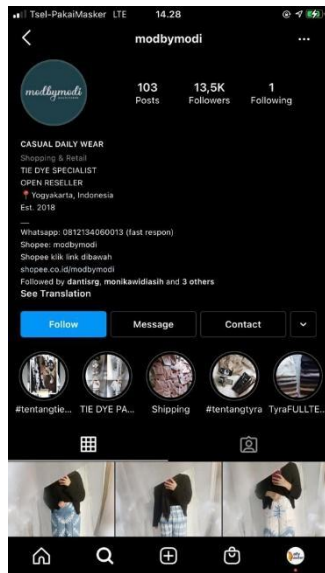 Tsel-PakaiMasker LTE 14.28
modbymodi
modbymodi
103 13,5K 1
Posts Followers Following
CASUAL DAILY WEAR
Shopping & Retail
TIE DYE SPECIALIST
OPEN RESELLER
Yogyakarta, Indonesia
Est. 2018
Whatsapp: 0812134060013 (fast respon)
Shopee: modbymodi
Shopee klik link dibawah
shopee.co.id/modbymodi
Followed by dantisrg, monikawidiasih and 3 others
See Translation
Follow Message Contact
#tentangtie... TIE DYE PA... Shipping #tentangtyra TyraFULLTE...